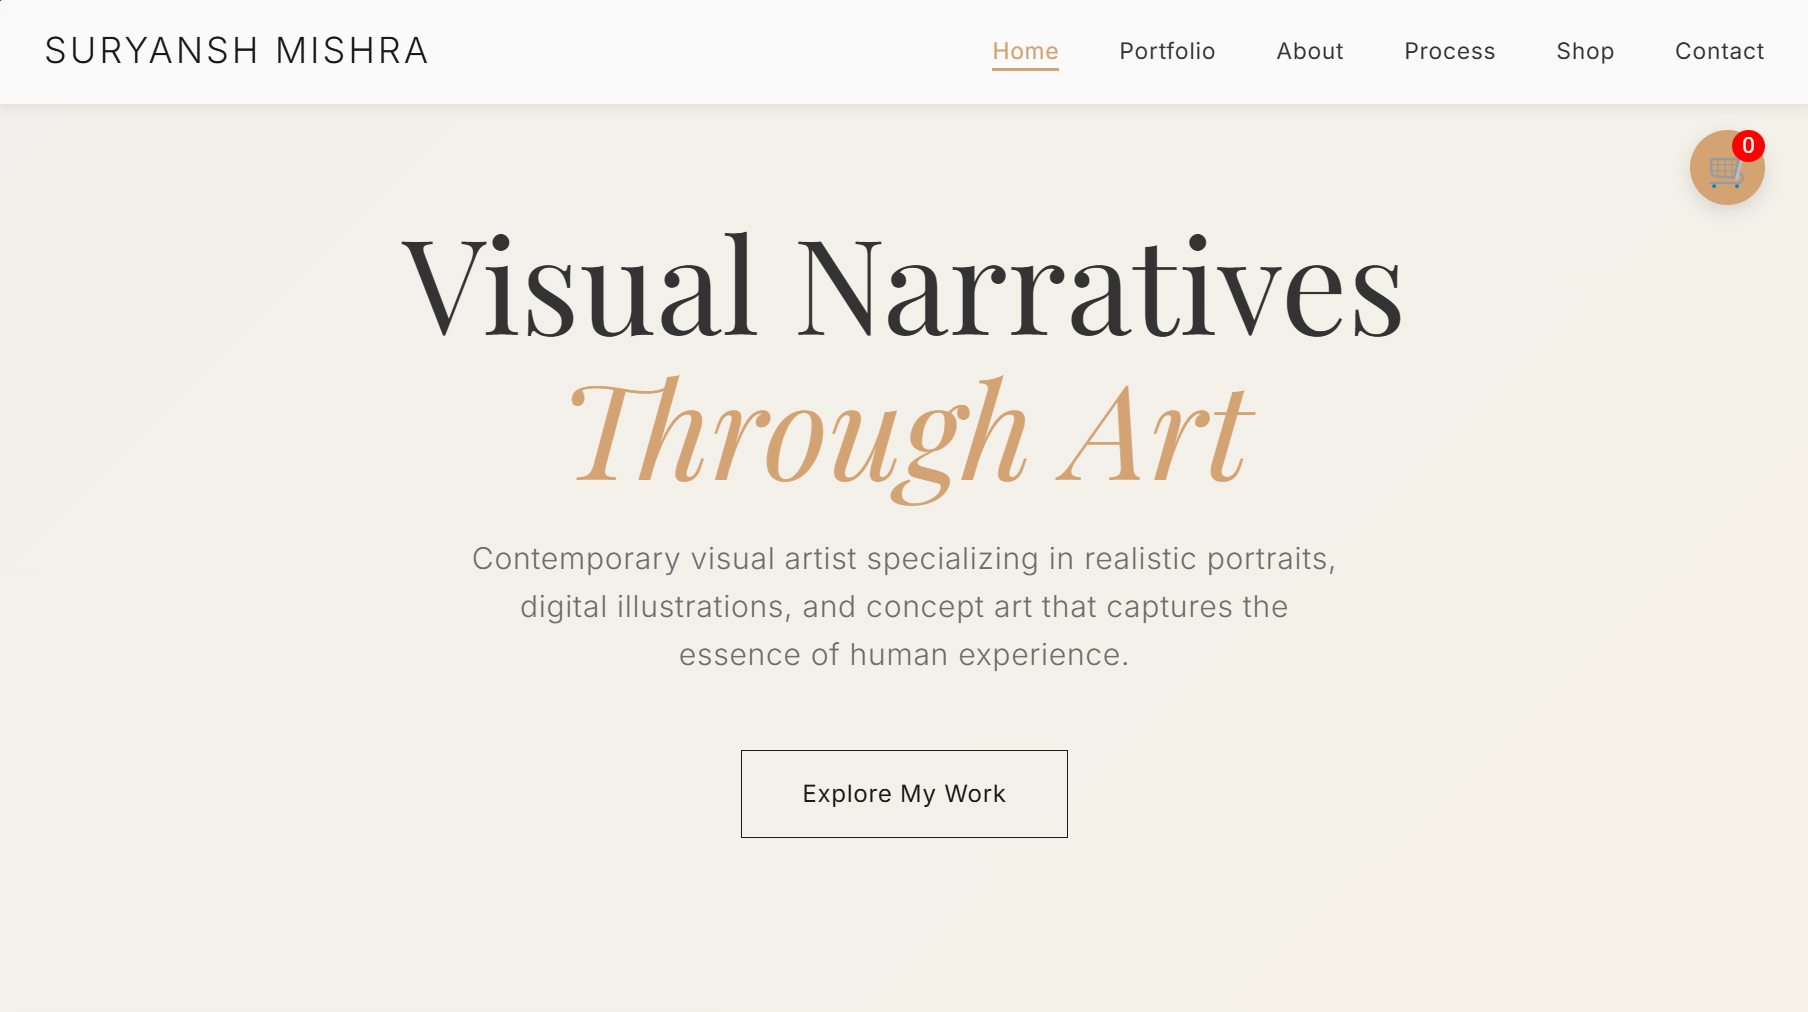 SURYANSH MISHRA
Home Portfolio About Process Shop Contact
0
Visual Narratives
Through Art
Contemporary visual artist specializing in realistic portraits,
digital illustrations, and concept art that captures the
essence of human experience.
Explore My Work